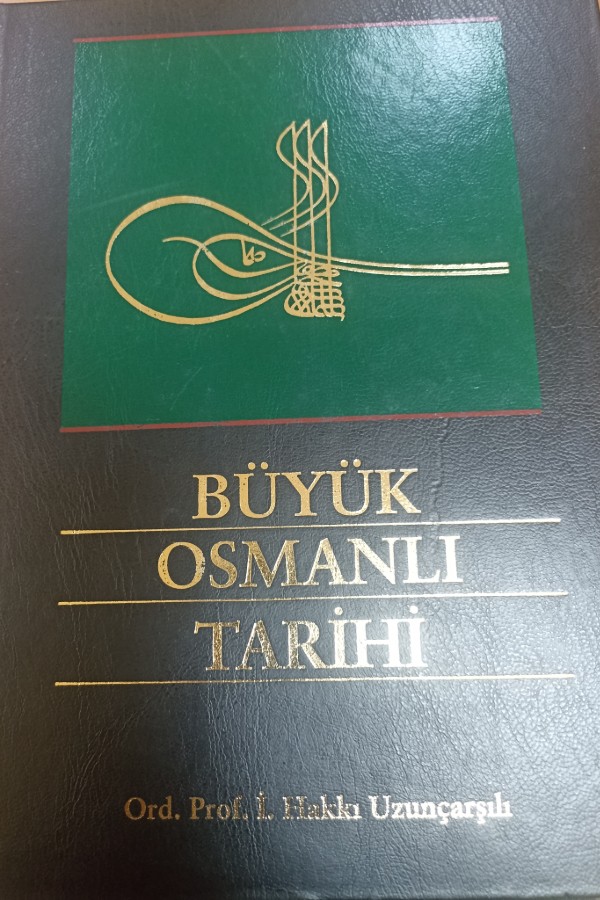 BÜYÜK
OSMANLI
TARİHİ
Ord. Prof. İ. Hakkı Uzunçarşılı